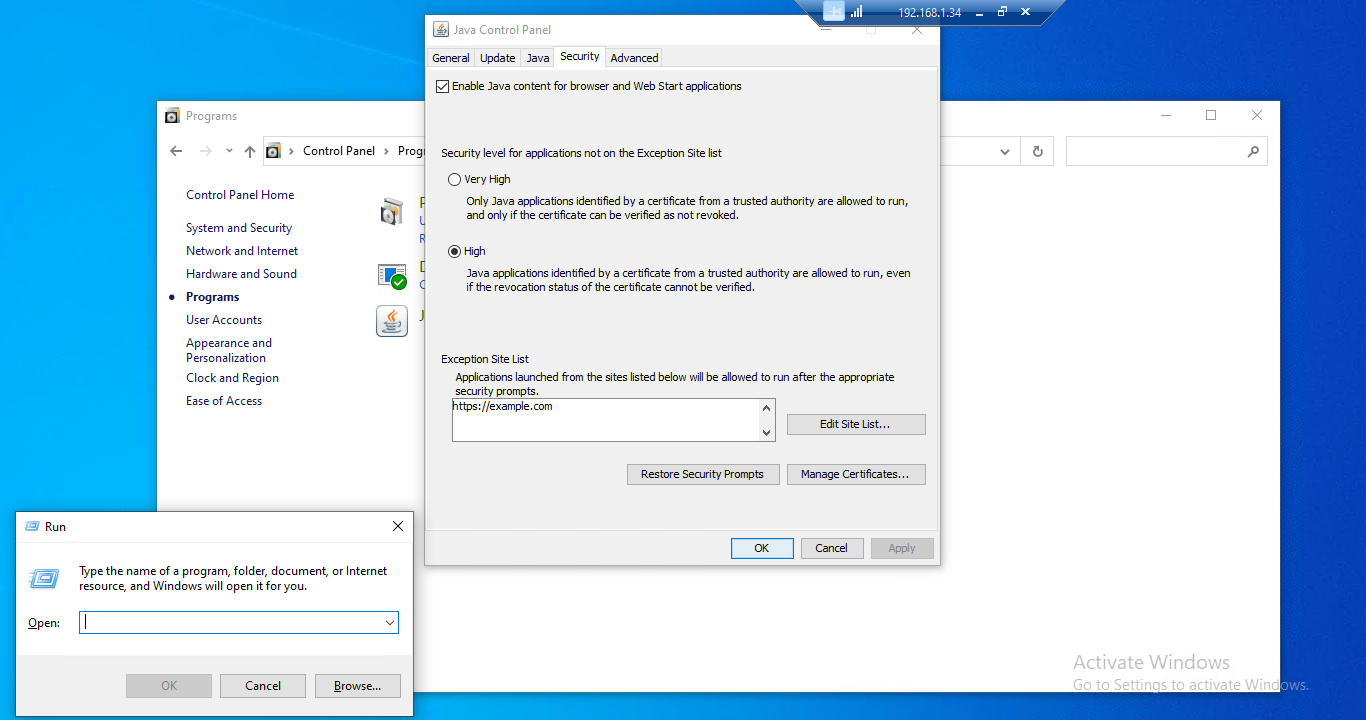 192.168.1.34
Java Control Panel
General
Update
Java
Security
Advanced
Enable Java content for browser and Web Start applications
Security level for applications not on the Exception Site list
Very High
Only Java applications identified by a certificate from a trusted authority are allowed to run,
and only if the certificate can be verified as not revoked.
High
Java applications identified by a certificate from a trusted authority are allowed to run, even
if the revocation status of the certificate cannot be verified.
Exception Site List
Applications launched from the sites listed below will be allowed to run after the appropriate
security prompts.
https://example.com
Edit Site List...
Restore Security Prompts
Manage Certificates...
OK
Cancel
Apply
Programs
Control Panel
Control Panel Home
System and Security
Network and Internet
Hardware and Sound
Programs
User Accounts
Appearance and
Personalization
Clock and Region
Ease of Access
Run
Type the name of a program, folder, document, or Internet
resource, and Windows will open it for you.
Open:
OK
Cancel
Browse...
Activate Windows
Go to Settings to activate Windows.